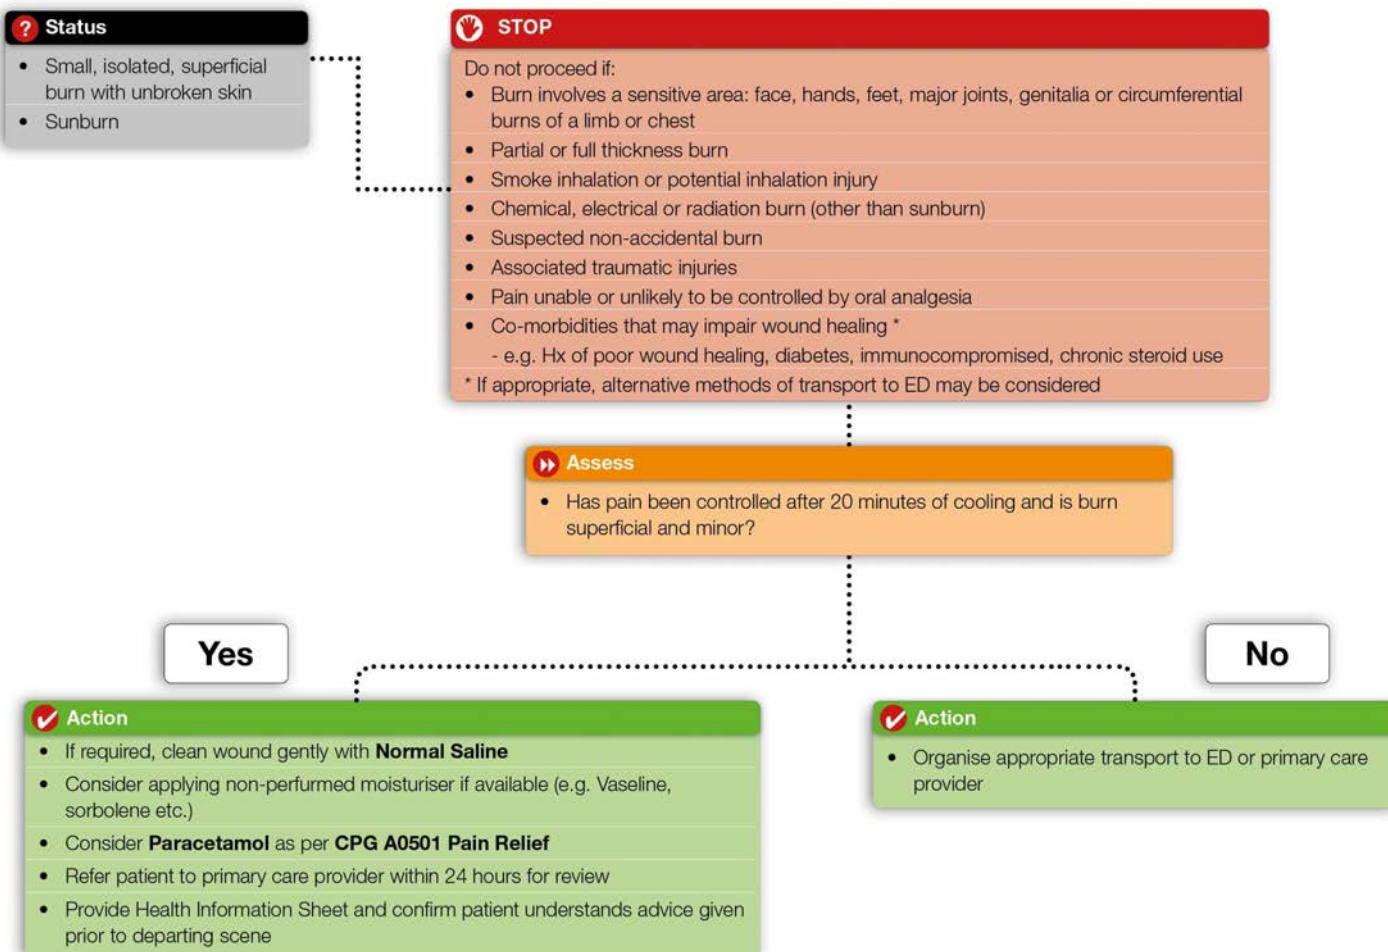 Status
• Small, isolated, superficial
burn with unbroken skin
• Sunburn
STOP
Do not proceed if:
• Burn involves a sensitive area: face, hands, feet, major joints, genitalia or circumferential
burns of a limb or chest
• Partial or full thickness burn
• Smoke inhalation or potential inhalation injury
• Chemical, electrical or radiation burn (other than sunburn)
• Suspected non-accidental burn
• Associated traumatic injuries
• Pain unable or unlikely to be controlled by oral analgesia
• Co-morbidities that may impair wound healing *
- e.g. Hx of poor wound healing, diabetes, immunocompromised, chronic steroid use
* If appropriate, alternative methods of transport to ED may be considered
Assess
• Has pain been controlled after 20 minutes of cooling and is burn
superficial and minor?
Yes
No
Action
• If required, clean wound gently with Normal Saline
• Consider applying non-perfurmed moisturiser if available (e.g. Vaseline,
sorbolene etc.)
• Consider Paracetamol as per CPG A0501 Pain Relief
• Refer patient to primary care provider within 24 hours for review
• Provide Health Information Sheet and confirm patient understands advice given
prior to departing scene
Action
• Organise appropriate transport to ED or primary care
provider